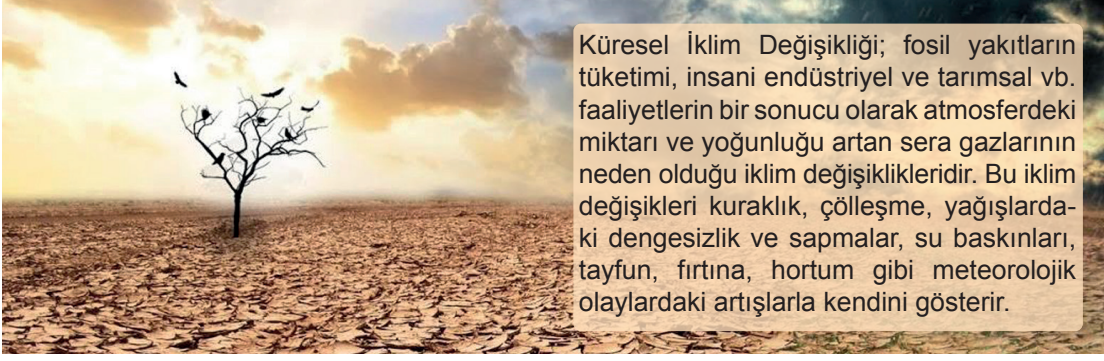 Küresel İklim Değişikliği; fosil yakıtların
tüketimi, insani endüstriyel ve tarımsal vb.
faaliyetlerin bir sonucu olarak atmosferdeki
miktarı ve yoğunluğu artan sera gazlarının
neden olduğu iklim değişiklikleridir. Bu iklim
değişikleri kuraklık, çölleşme, yağışlarda-
ki dengesizlik ve sapmalar, su baskınları,
tayfun, fırtına, hortum gibi meteorolojik
olaylardaki artışlarla kendini gösterir.